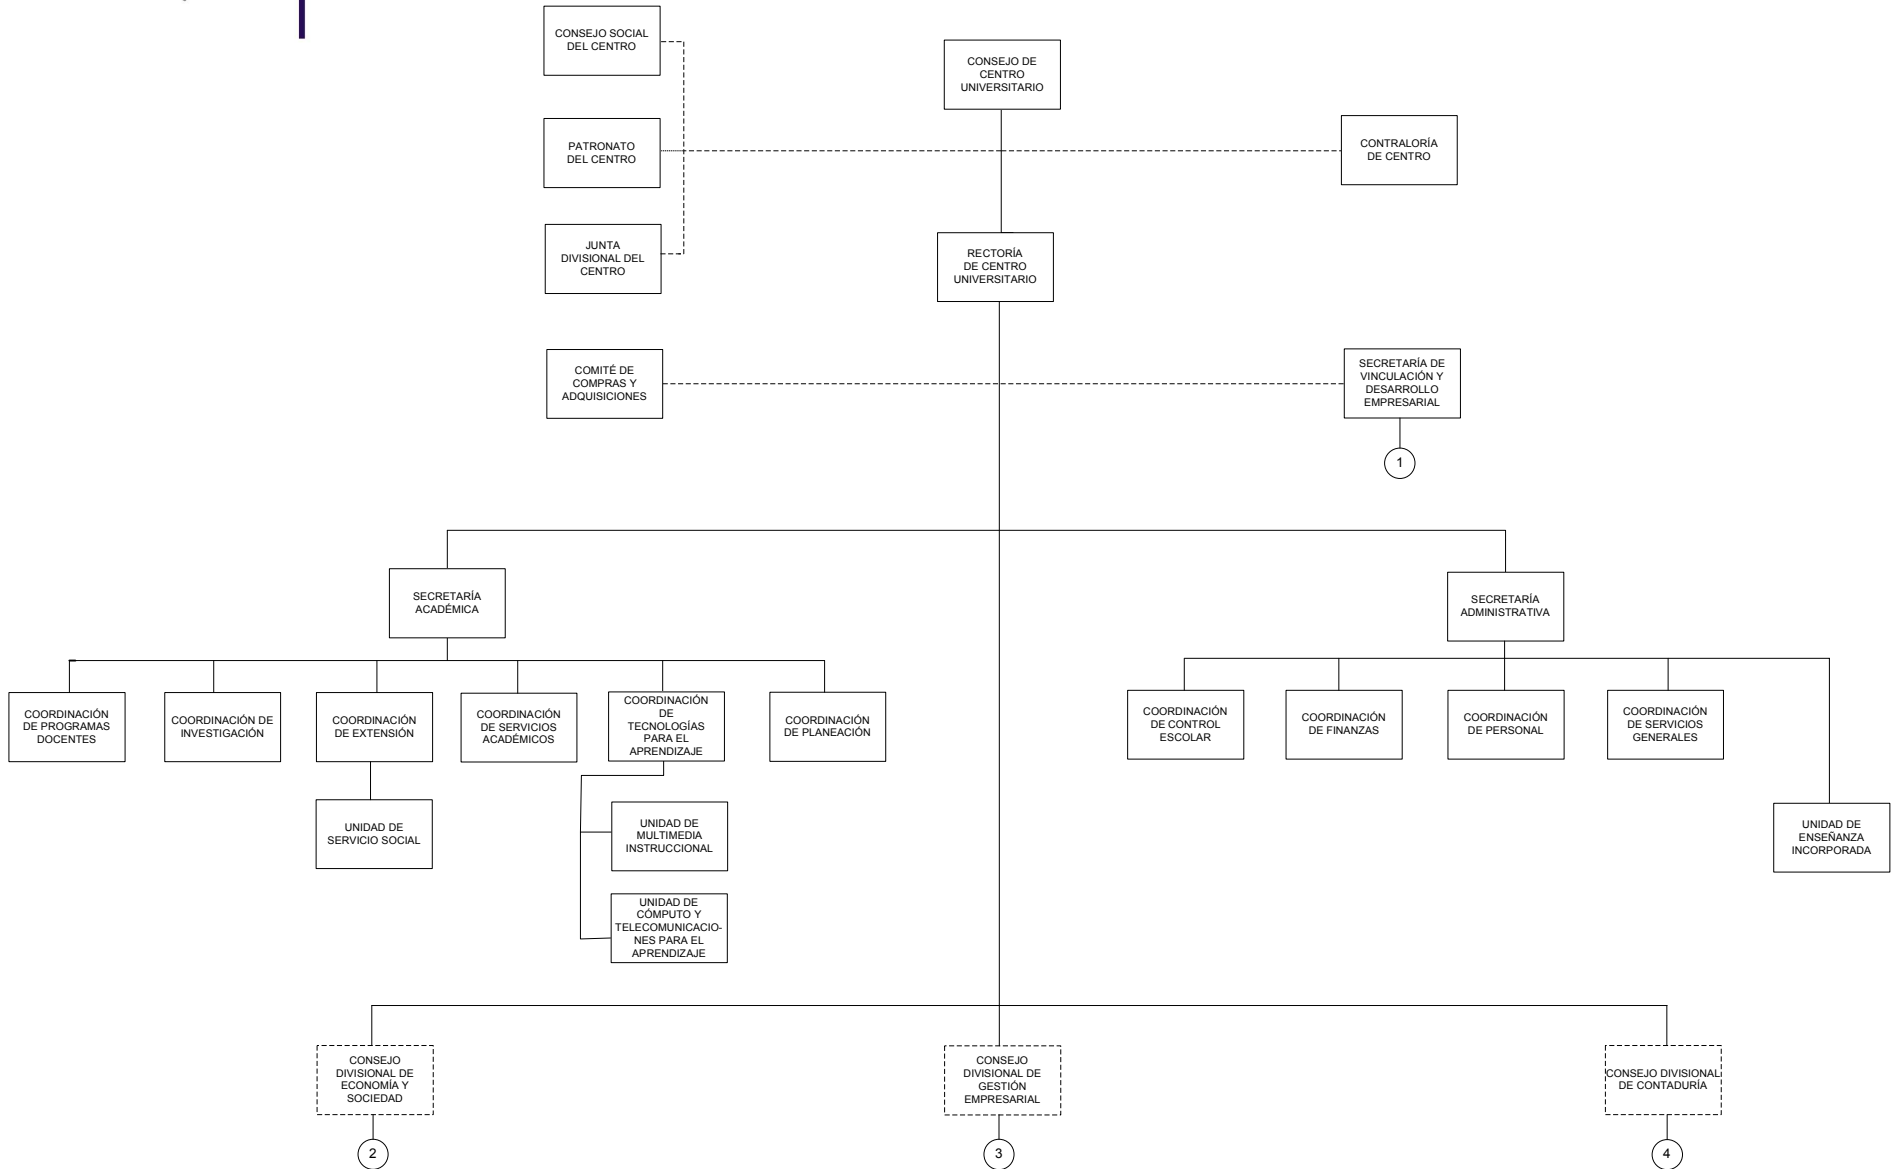 CONSEJO SOCIAL
DEL CENTRO
CONSEJO DE
CENTRO
UNIVERSITARIO
PATRONATO
DEL CENTRO
CONTRALORÍA
DE CENTRO
JUNTA
DIVISIONAL DEL
CENTRO
RECTORÍA
DE CENTRO
UNIVERSITARIO
COMITÉ DE
COMPRAS Y
ADQUISICIONES
SECRETARÍA DE
VINCULACIÓN Y
DESARROLLO
EMPRESARIAL
1
SECRETARÍA
ACADÉMICA
SECRETARÍA
ADMINISTRATIVA
COORDINACIÓN
DE PROGRAMAS
DOCENTES
COORDINACIÓN DE
INVESTIGACIÓN
COORDINACIÓN
DE EXTENSIÓN
COORDINACIÓN
DE SERVICIOS
ACADÉMICOS
COORDINACIÓN
DE
TECNOLOGÍAS
PARA EL
APRENDIZAJE
COORDINACIÓN
DE PLANEACIÓN
COORDINACIÓN
DE CONTROL
ESCOLAR
COORDINACIÓN
DE FINANZAS
COORDINACIÓN
DE PERSONAL
COORDINACIÓN
DE SERVICIOS
GENERALES
UNIDAD DE
SERVICIO SOCIAL
UNIDAD DE
MULTIMEDIA
INSTRUCCIONAL
UNIDAD DE
ENSEÑANZA
INCORPORADA
UNIDAD DE
CÓMPUTO Y
TELECOMUNICACIO-
NES PARA EL
APRENDIZAJE
CONSEJO
DIVISIONAL DE
ECONOMÍA Y
SOCIEDAD
CONSEJO
DIVISIONAL DE
GESTIÓN
EMPRESARIAL
CONSEJO DIVISIONAL
DE CONTADURÍA
2
3
4